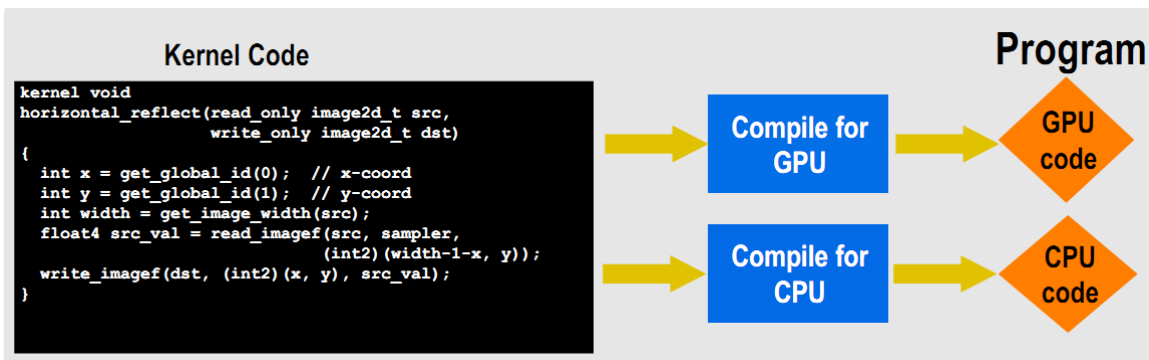 Kernel Code
Program
kernel void
horizontal_reflect(read_only image2d_t src,
                   write_only image2d_t dst)
{
  int x = get_global_id(0);  // x-coord
  int y = get_global_id(1);  // y-coord
  int width = get_image_width(src);
  float4 src_val = read_imagef(src, sampler,
                              (int2)(width-1-x, y));
  write_imagef(dst, (int2)(x, y), src_val);
}
Compile for
GPU
GPU
code
Compile for
CPU
CPU
code